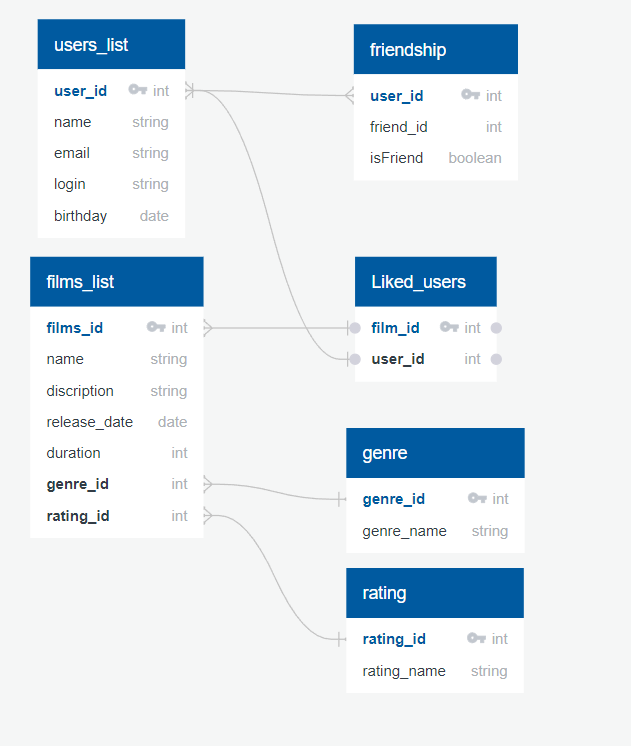 users_list
user_id int
name string
email string
login string
birthday date
friendship
user_id int
friend_id int
isFriend boolean
films_list
films_id int
name string
discription string
release_date date
duration int
genre_id int
rating_id int
Liked_users
film_id int
user_id int
genre
genre_id int
genre_name string
rating
rating_id int
rating_name string